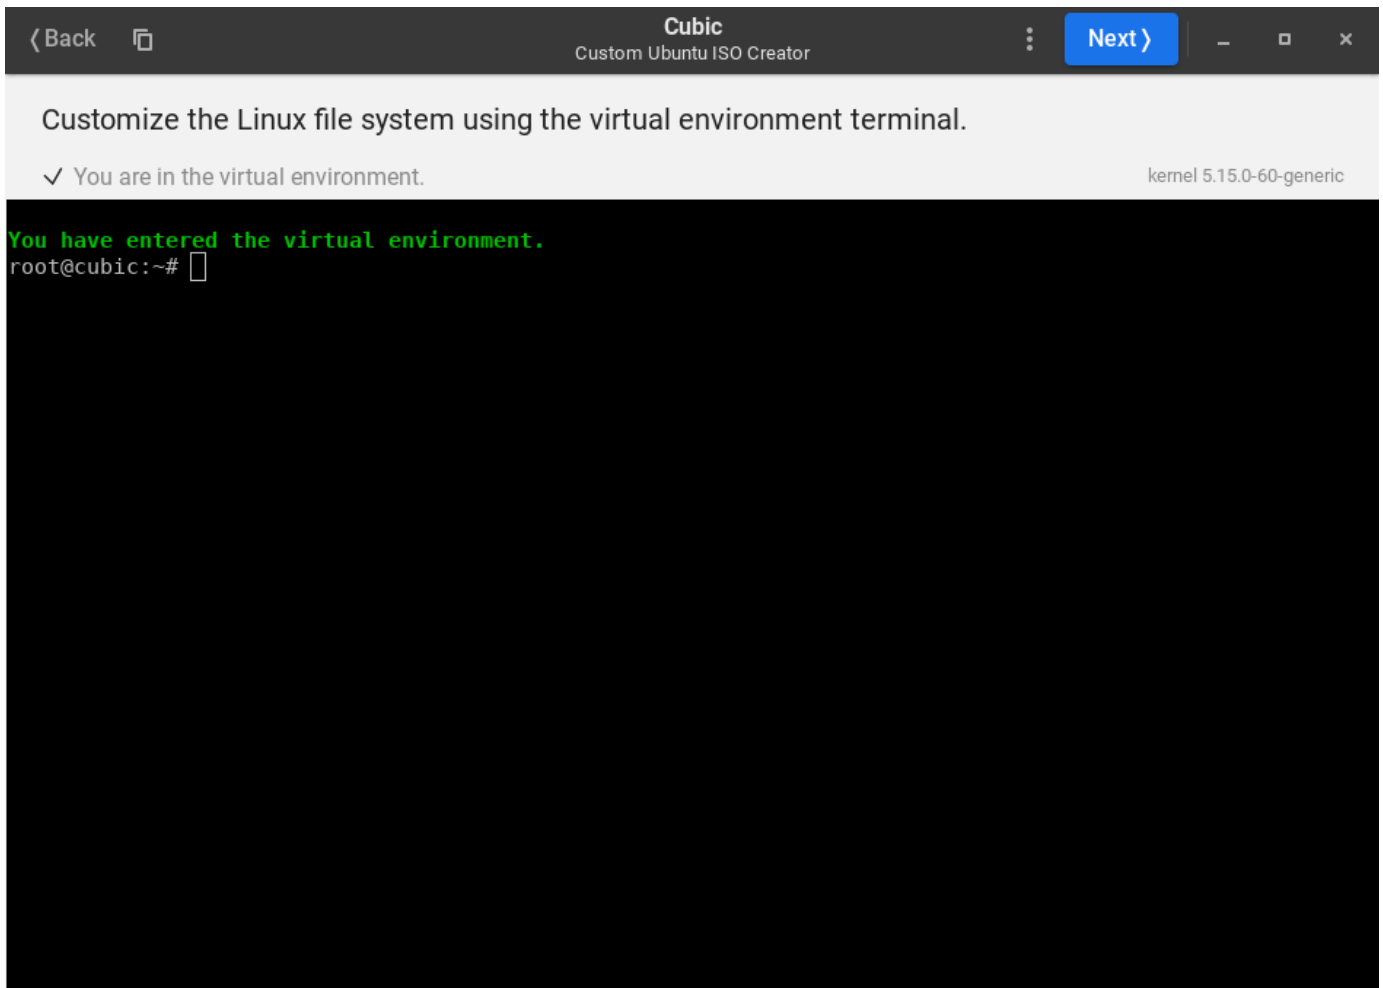 Back
Cubic
Custom Ubuntu ISO Creator
Next
Customize the Linux file system using the virtual environment terminal.
You are in the virtual environment.
kernel 5.15.0-60-generic
You have entered the virtual environment.
root@cubic:~#